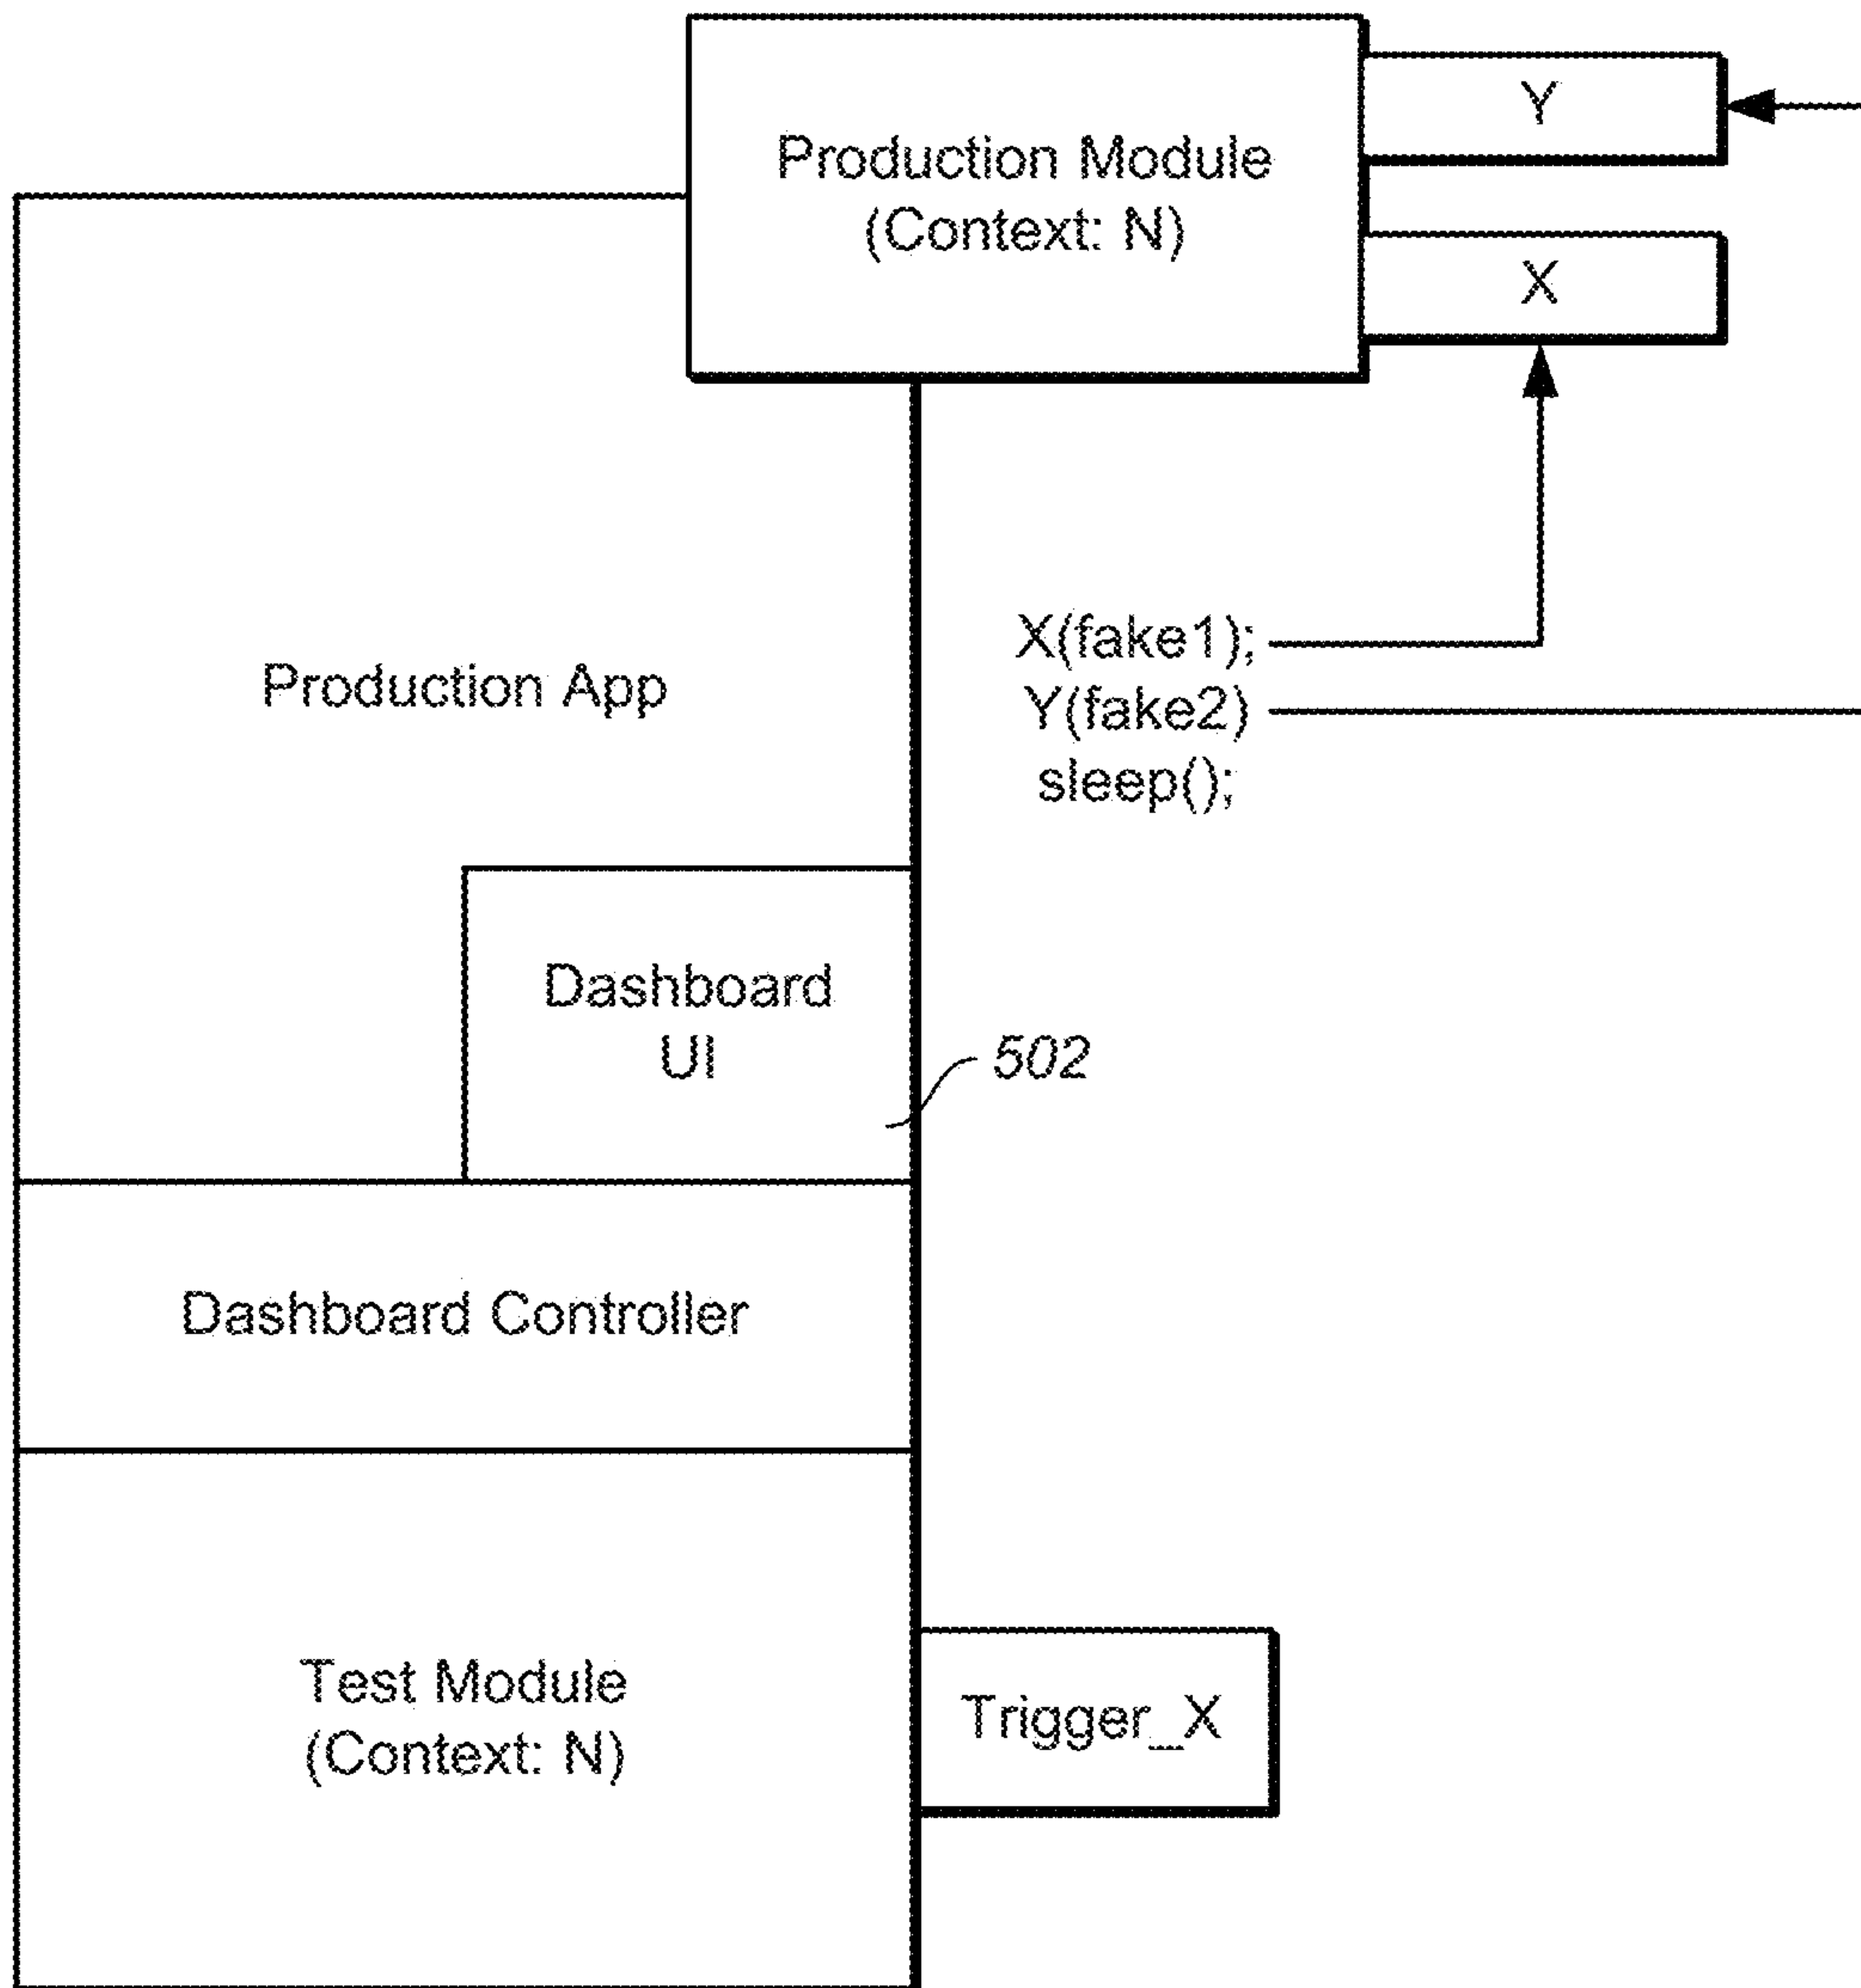 Y
Production Module
(Context: N)
X
X(fake1);
Production App
Y(fake2)
sleep();
Dashboard
UI
502
Dashboard Controller
Test Module
(Context: N)
Trigger_X